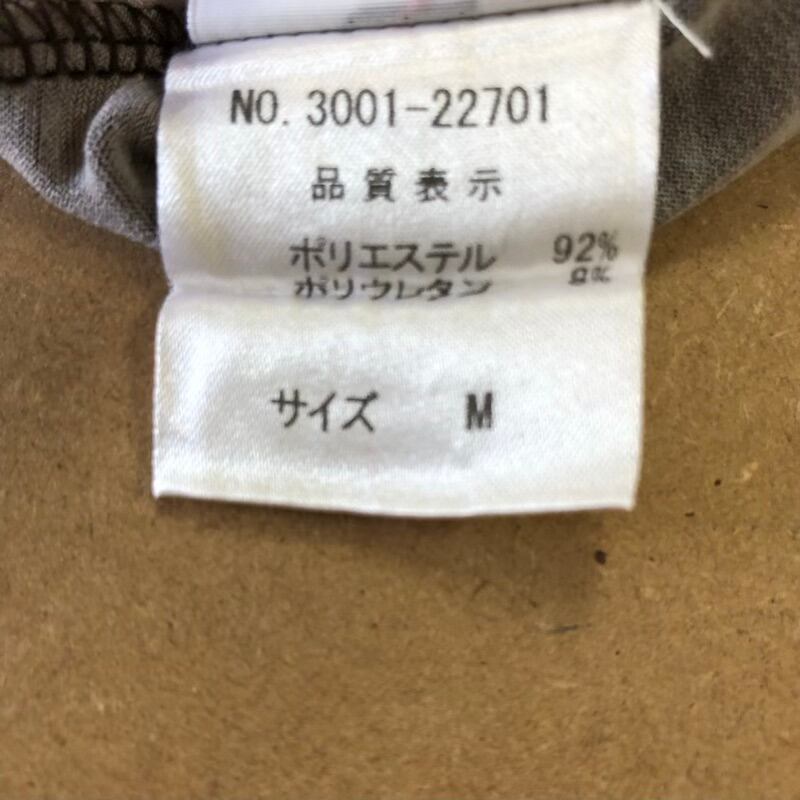 NO. 3001-22701
品質表示
ポリエステル 92%
ポリウレタン 8%
サイズ M